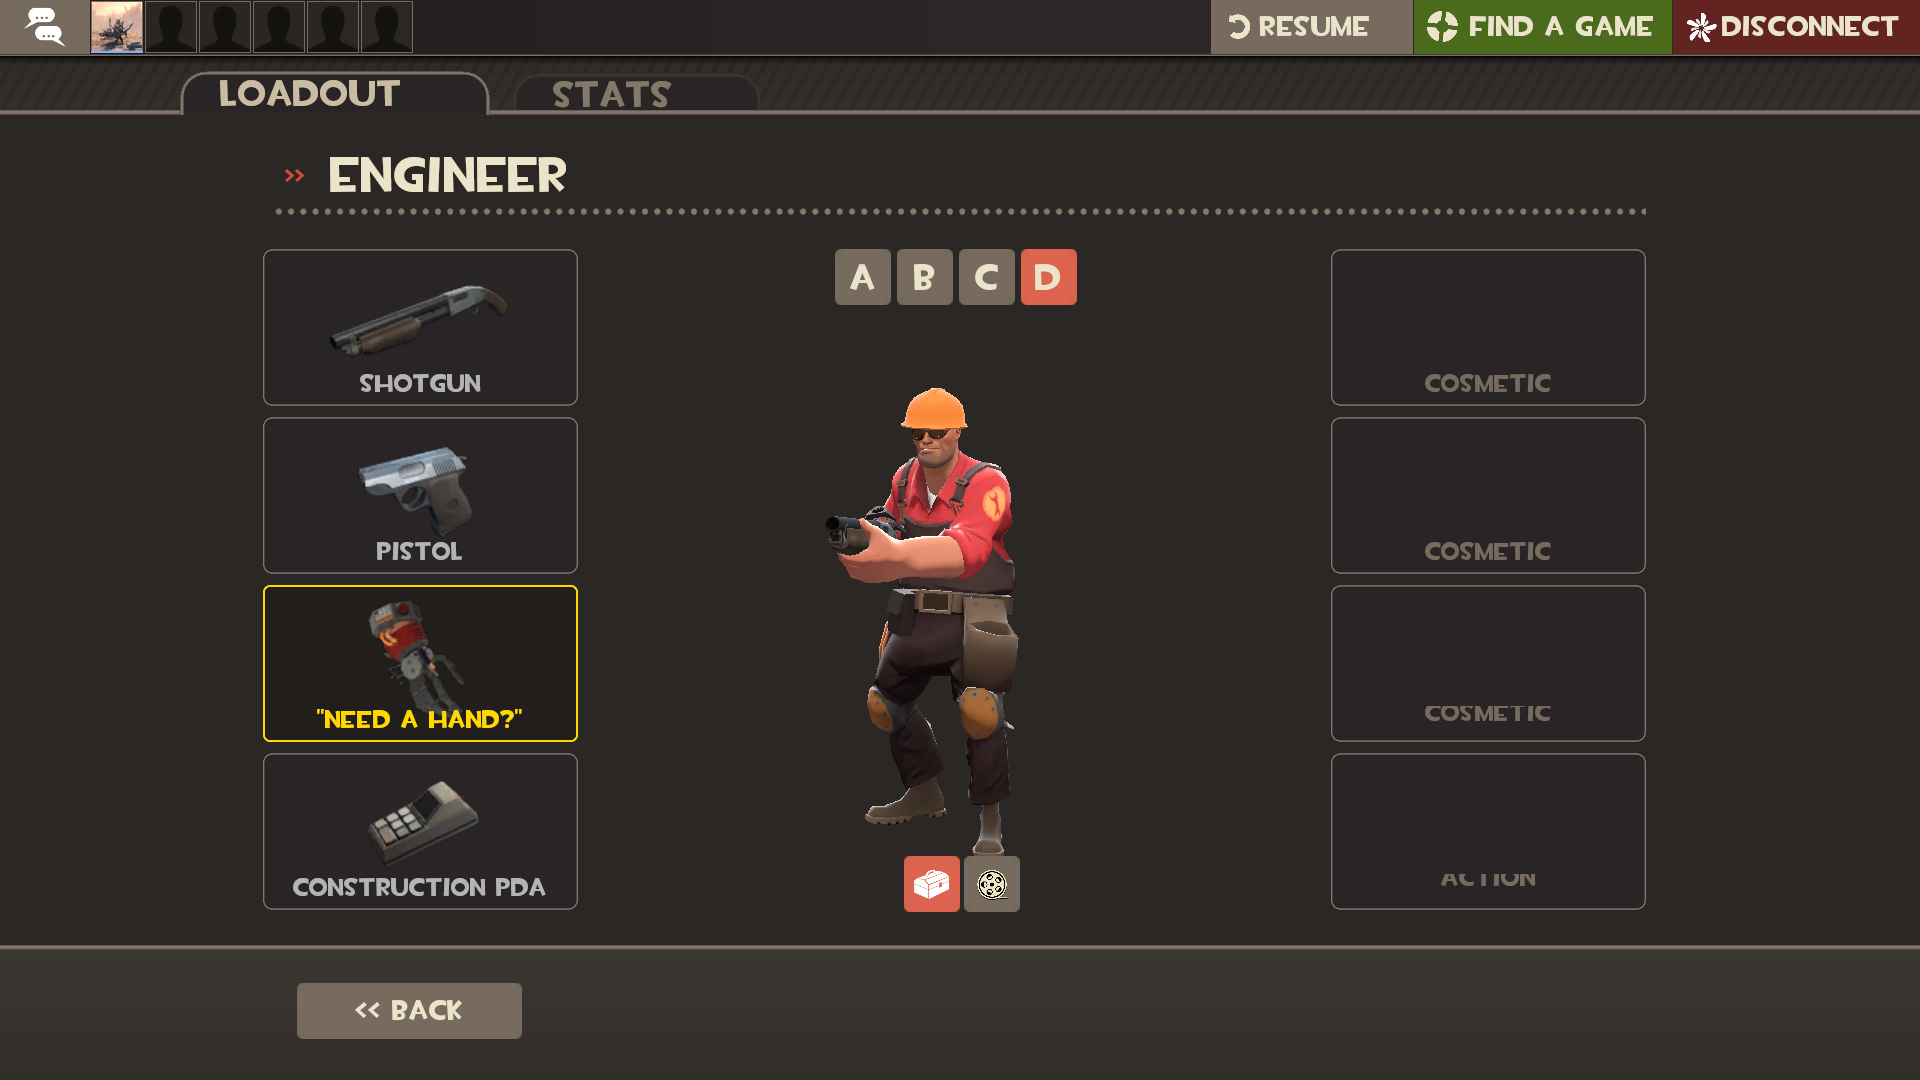 RESUME
FIND A GAME
DISCONNECT
LOADOUT
STATS
>> ENGINEER
A B C D
SHOTGUN
COSMETIC
PISTOL
COSMETIC
"NEED A HAND?"
COSMETIC
CONSTRUCTION PDA
ACTION
<< BACK